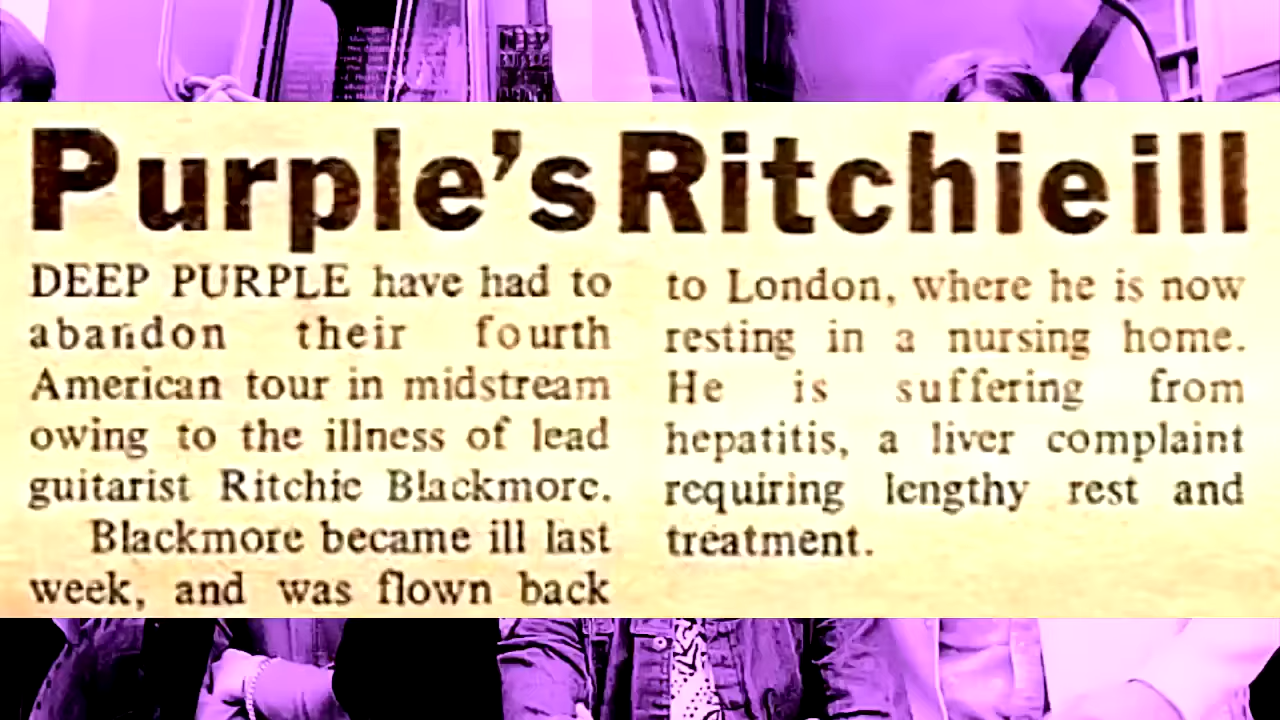 Purple's Ritchie ill
DEEP PURPLE have had to
abandon their fourth
American tour in midstream
owing to the illness of lead
guitarist Ritchie Blackmore.
Blackmore became ill last
week, and was flown back
to London, where he is now
resting in a nursing home.
He is suffering from
hepatitis, a liver complaint
requiring lengthy rest and
treatment.